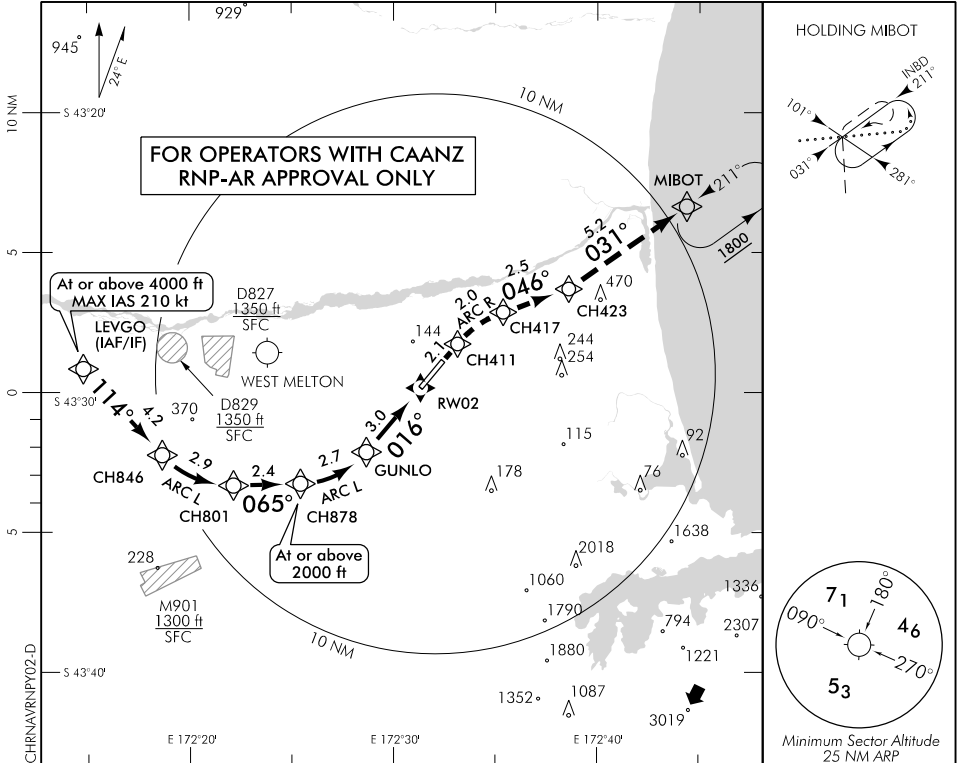 929
945
24° E
10 NM
S 43°20'
10 NM
FOR OPERATORS WITH CAANZ
RNP-AR APPROVAL ONLY
HOLDING MIBOT
INBD
211°
101°
031°
281°
MIBOT
211°
1800
5.2
031°
5
At or above 4000 ft
MAX IAS 210 kt
LEVGO
(IAF/IF)
D827
1350 ft
SFC
2.5
046°
2.0
ARC R
470
CH423
CH417
144
2.1
CH411
244
254
WEST MELTON
0
S 43°30'
114°
4.2
370
D829
1350 ft
SFC
RW02
3.0
016°
GUNLO
115
92
178
76
CH846
2.9
ARC L
CH801
2.4
065°
2.7
ARC L
CH878
5
At or above
2000 ft
1638
228
M901
1300 ft
SFC
2018
1060
1336
1790
794
2307
1880
1221
10 NM
S 43°40'
1352
1087
3019
E 172°20'
E 172°30'
E 172°40'
71
180°
090°
46
270°
53
Minimum Sector Altitude
25 NM ARP
CHRNAVRNPY02-D